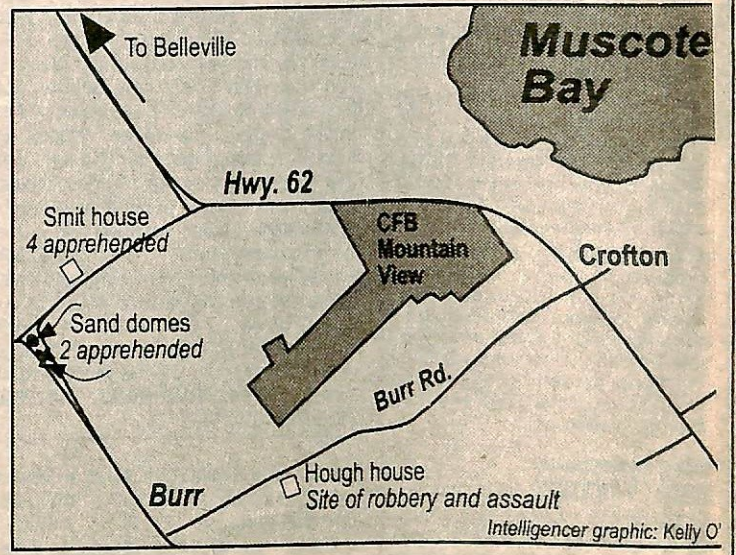 To Belleville
Muscote
Bay
Hwy. 62
Smit house
4 apprehended
CFB
Mountain
View
Crofton
Sand domes
2 apprehended
Burr Rd.
Burr
Hough house
Site of robbery and assault
Intelligencer graphic: Kelly O'